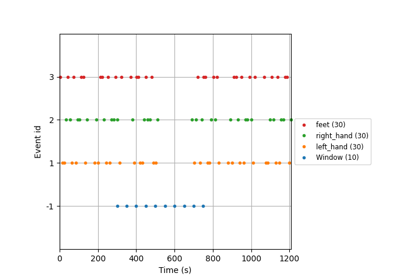 3
2
1
-1
Event id
0
200
400
600
800
1000
1200
Time (s)
feet (30)
right_hand (30)
left_hand (30)
Window (10)